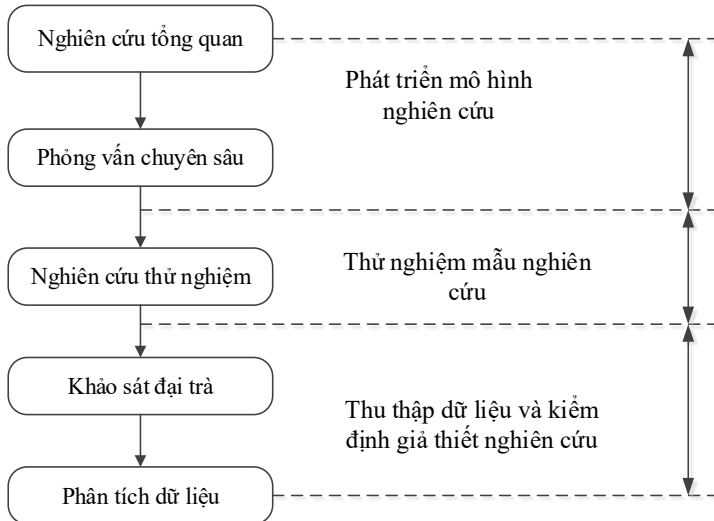 Nghiên cứu tổng quan
Phát triển mô hình
nghiên cứu
Phỏng vấn chuyên sâu
Nghiên cứu thử nghiệm
Thử nghiệm mẫu nghiên
cứu
Khảo sát đại trà
Thu thập dữ liệu và kiểm
định giả thiết nghiên cứu
Phân tích dữ liệu